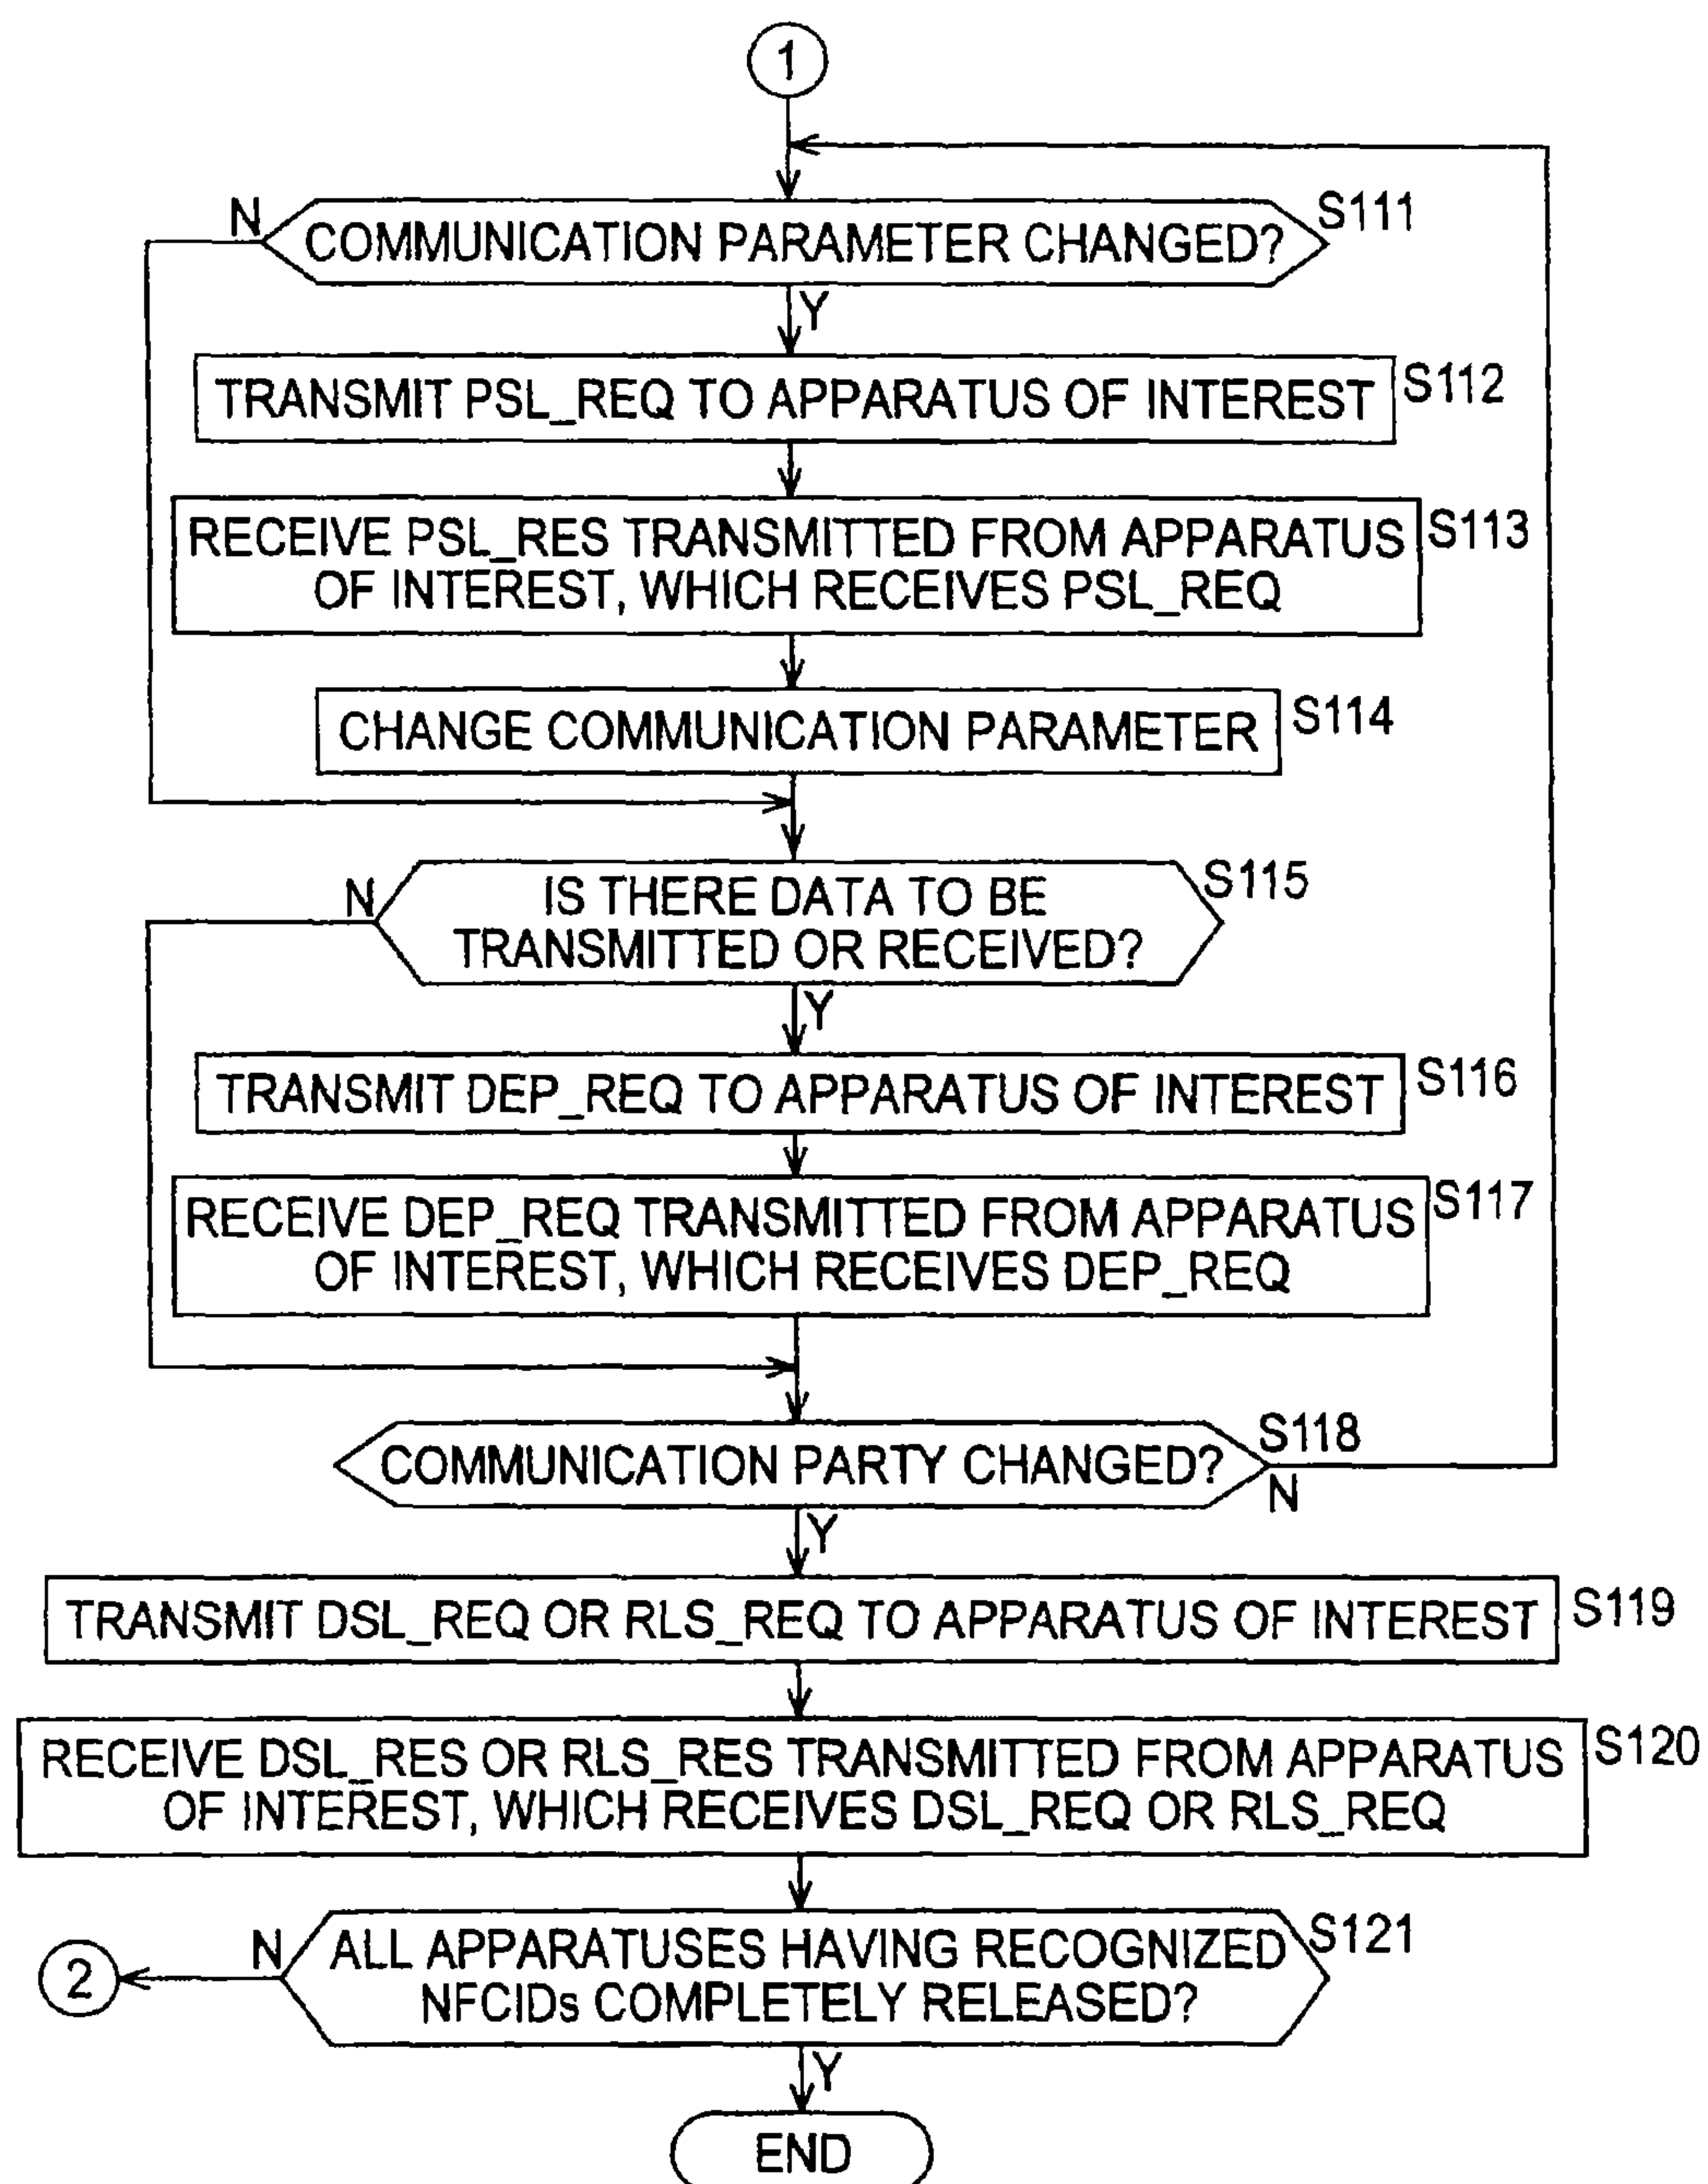 1
N
COMMUNICATION PARAMETER CHANGED?
S111
Y
TRANSMIT PSL_REQ TO APPARATUS OF INTEREST
S112
RECEIVE PSL_RES TRANSMITTED FROM APPARATUS
OF INTEREST, WHICH RECEIVES PSL_REQ
S113
CHANGE COMMUNICATION PARAMETER
S114
N
IS THERE DATA TO BE
TRANSMITTED OR RECEIVED?
S115
Y
TRANSMIT DEP_REQ TO APPARATUS OF INTEREST
S116
RECEIVE DEP_REQ TRANSMITTED FROM APPARATUS
OF INTEREST, WHICH RECEIVES DEP_REQ
S117
COMMUNICATION PARTY CHANGED?
S118
N
Y
TRANSMIT DSL_REQ OR RLS_REQ TO APPARATUS OF INTEREST
S119
RECEIVE DSL_RES OR RLS_RES TRANSMITTED FROM APPARATUS
OF INTEREST, WHICH RECEIVES DSL_REQ OR RLS_REQ
S120
2
N
ALL APPARATUSES HAVING RECOGNIZED
NFCIDs COMPLETELY RELEASED?
S121
Y
END